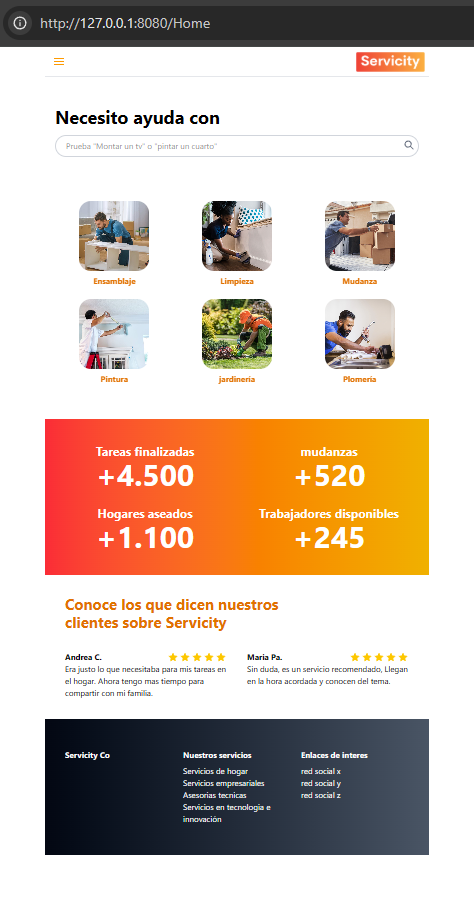 http://127.0.0.1:8080/Home
Servicity
Necesito ayuda con
Prueba "Montar un tv" o "pintar un cuarto"
Ensamblaje
Limpieza
Mudanza
Pintura
jardinería
Plomería
Tareas finalizadas
+4.500
mudanzas
+520
Hogares aseados
+1.100
Trabajadores disponibles
+245
Conoce los que dicen nuestros
clientes sobre Servicity
Andrea C.
Era justo lo que necesitaba para mis tareas en
el hogar. Ahora tengo mas tiempo para
compartir con mi familia.
Maria Pa.
Sin duda, es un servicio recomendado, Llegan
en la hora acordada y conocen del tema.
Servicity Co
Nuestros servicios
Servicios de hogar
Servicios empresariales
Asesorias tecnicas
Servicios en tecnologia e
innovación
Enlaces de interes
red social x
red social y
red social z